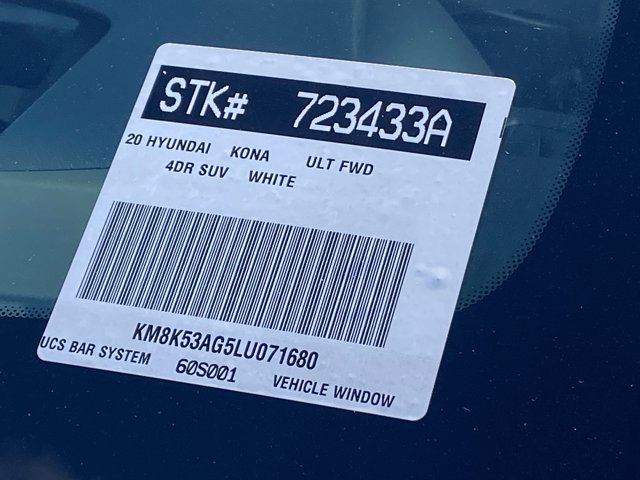 STK# 723433A
20 HYUNDAI KONA ULT FWD
4DR SUV WHITE
KM8K53AG5LU071680
UCS BAR SYSTEM 60S001 VEHICLE WINDOW